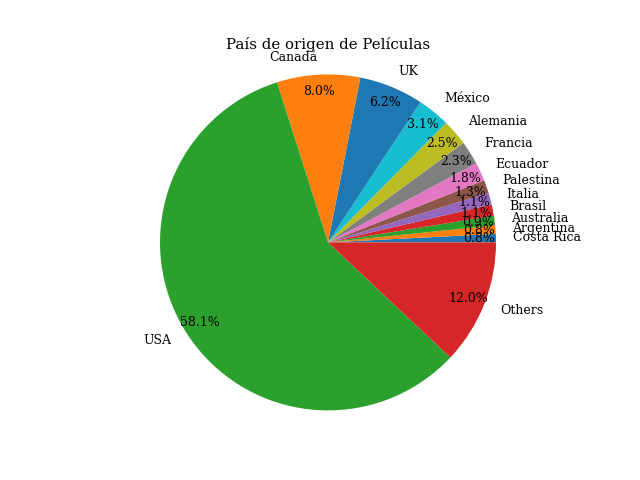 País de origen de Películas
Canada
8.0%
UK
6.2%
México
3.1%
Alemania
2.5%
Francia
2.3%
Ecuador
1.8%
Palestina
1.3%
Italia
1.1%
Brasil
1.1%
Australia
0.9%
Argentina
0.8%
Costa Rica
0.8%
Others
12.0%
USA
58.1%